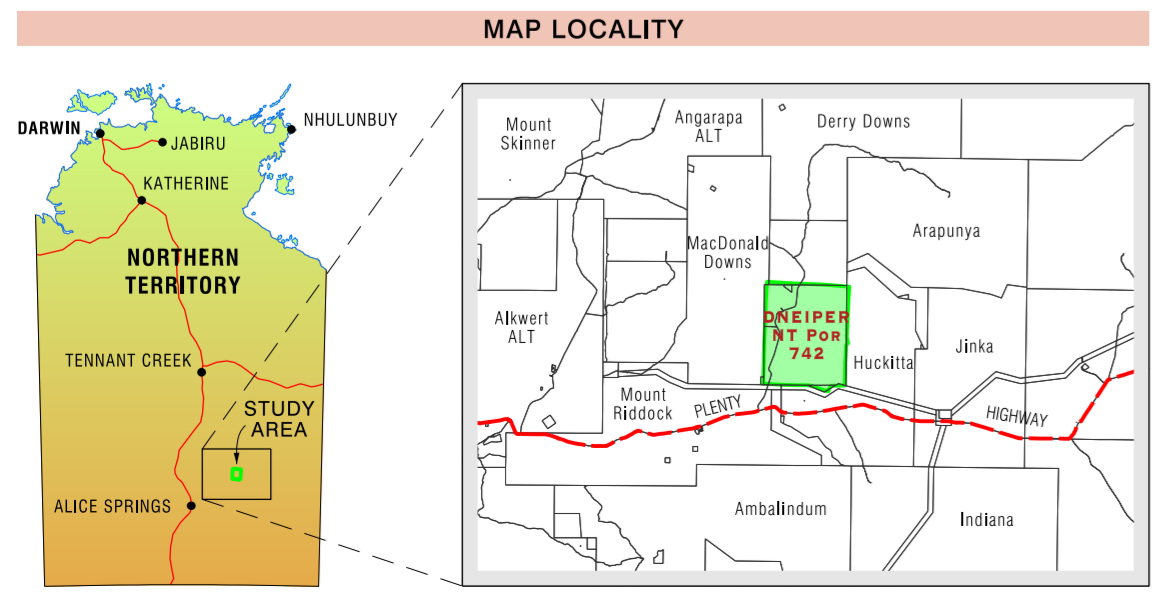 MAP LOCALITY
DARWIN
JABIRU
NHULUNBUY
KATHERINE
NORTHERN
TERRITORY
TENNANT CREEK
STUDY
AREA
ALICE SPRINGS
Mount
Skinner
Angarapa
ALT
Derry Downs
MacDonald
Downs
Arapunya
Alkwert
ALT
DNEIPER
NT POR
742
Huckitta
Jinka
Mount
Riddock
PLENTY
HIGHWAY
Ambalindum
Indiana